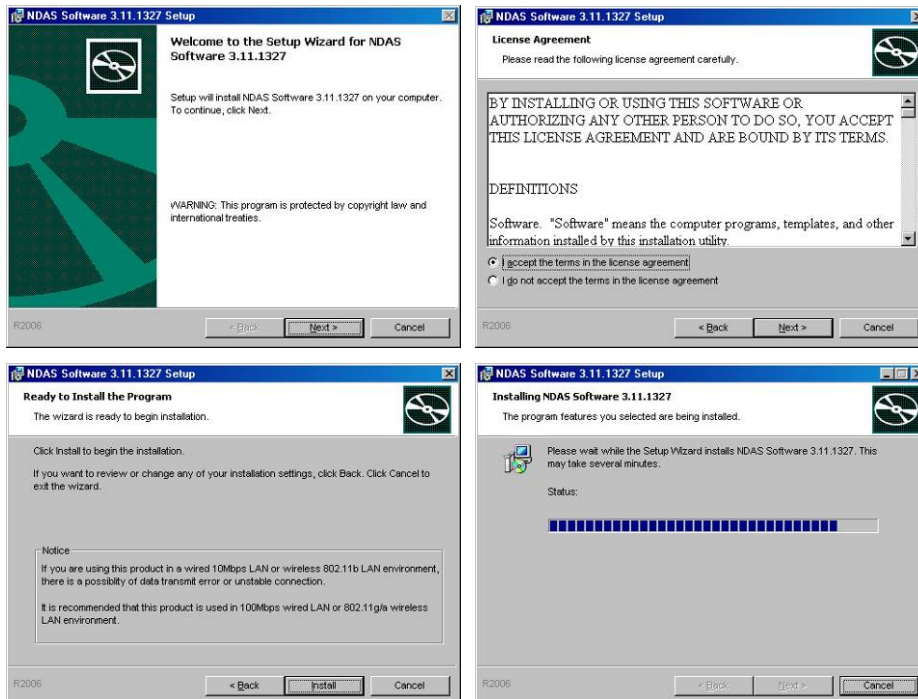 NDAS Software 3.11.1327 Setup
Welcome to the Setup Wizard for NDAS
Software 3.11.1327
Setup will install NDAS Software 3.11.1327 on your computer.
To continue, click Next.
WARNING: This program is protected by copyright law and
international treaties.
R2006
< Back
Next >
Cancel
NDAS Software 3.11.1327 Setup
License Agreement
Please read the following license agreement carefully.
BY INSTALLING OR USING THIS SOFTWARE OR
AUTHORIZING ANY OTHER PERSON TO DO SO, YOU ACCEPT
THIS LICENSE AGREEMENT AND ARE BOUND BY ITS TERMS.
DEFINITIONS
Software. "Software" means the computer programs, templates, and other
information installed by this installation utility.
I accept the terms in the license agreement
I do not accept the terms in the license agreement
R2006
< Back
Next >
Cancel
NDAS Software 3.11.1327 Setup
Ready to Install the Program
The wizard is ready to begin installation.
Click Install to begin the installation.
If you want to review or change any of your installation settings, click Back. Click Cancel to
exit the wizard.
Notice
If you are using this product in a wired 10Mbps LAN or wireless 802.11b LAN environment,
there is a possiblity of data transmit error or unstable connection.
It is recommended that this product is used in 100Mbps wired LAN or 802.11g/a wireless
LAN environment.
R2006
< Back
Install
Cancel
NDAS Software 3.11.1327 Setup
Installing NDAS Software 3.11.1327
The program features you selected are being installed.
Please wait while the Setup Wizard installs NDAS Software 3.11.1327. This
may take several minutes.
Status:
R2006
< Back
Next >
Cancel